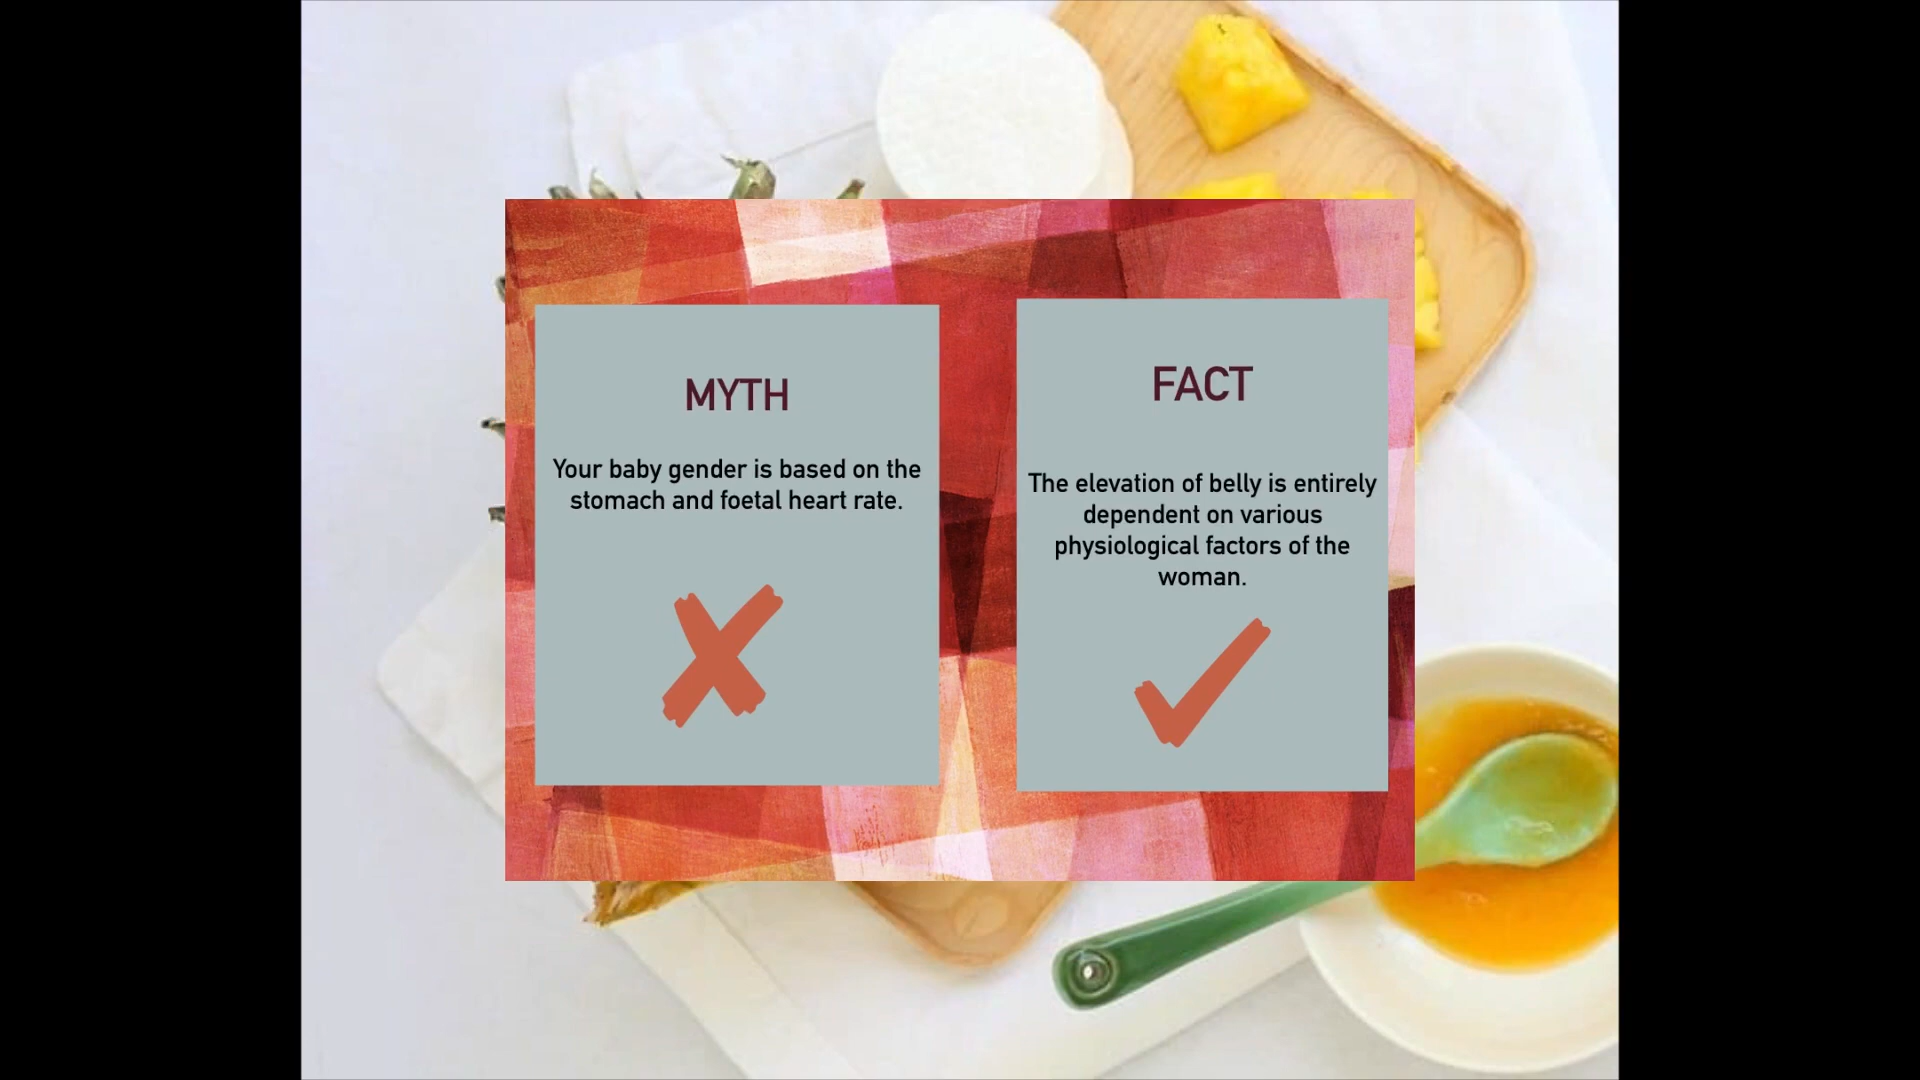 MYTH
Your baby gender is based on the
stomach and foetal heart rate.
FACT
The elevation of belly is entirely
dependent on various
physiological factors of the
woman.